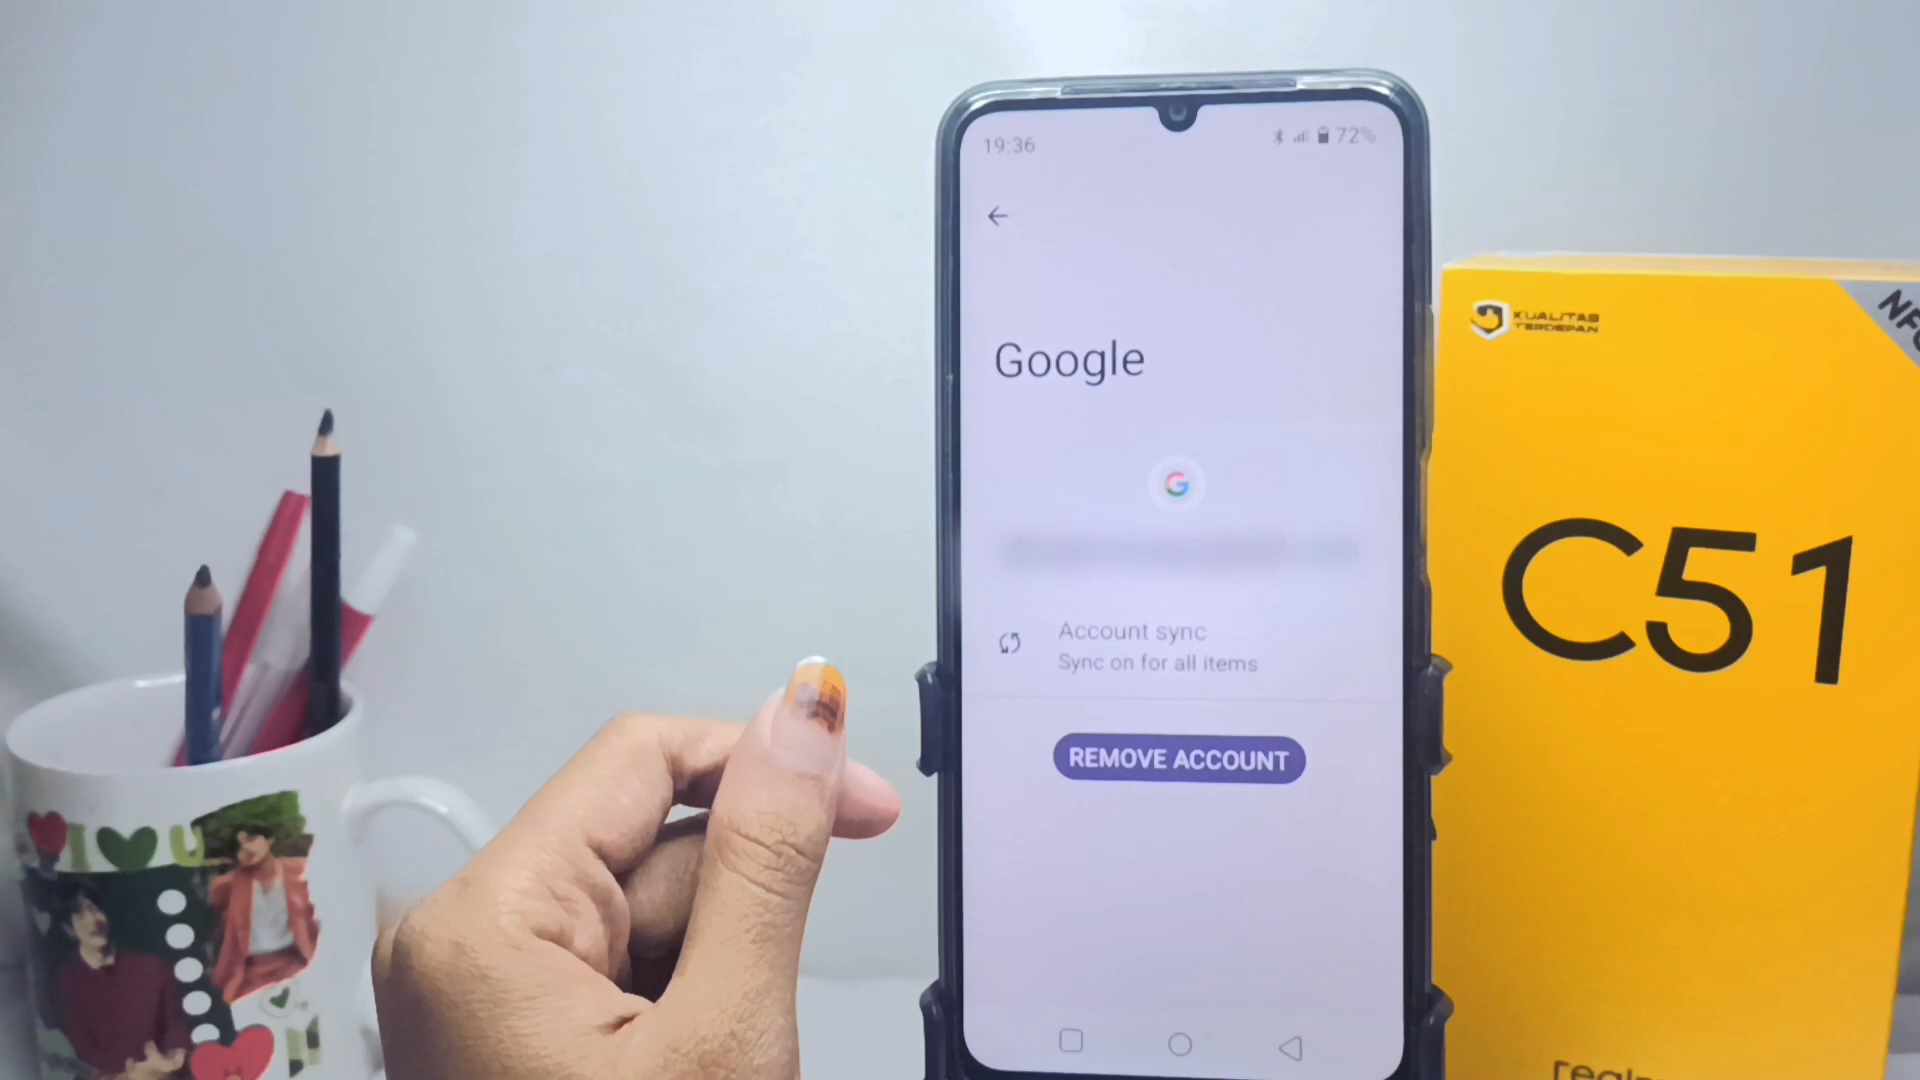 19:36
72%
Google
Account sync
Sync on for all items
REMOVE ACCOUNT
KUALITAS
TERDEPAN
NFC
C51
I U